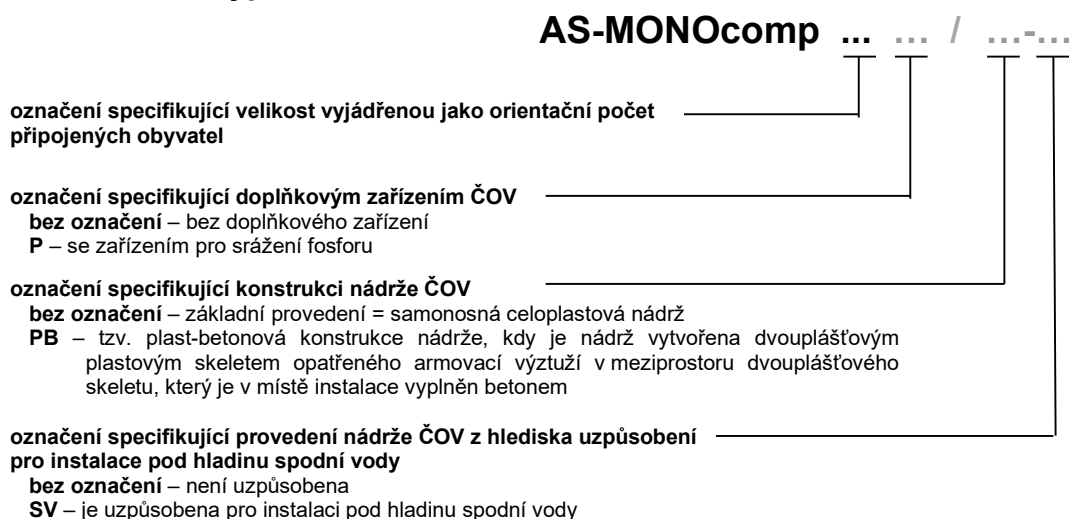 AS-MONOcomp ... ... / ...-...
označení specifikující velikost vyjádřenou jako orientační počet
připojených obyvatel
označení specifikující doplňkovým zařízením ČOV
bez označení – bez doplňkového zařízení
P – se zařízením pro srážení fosforu
označení specifikující konstrukci nádrže ČOV
bez označení – základní provedení = samonosná celoplastová nádrž
PB – tzv. plast-betonová konstrukce nádrže, kdy je nádrž vytvořena dvouplášťovým
plastovým skeletem opatřeného armovací výztuží v meziprostoru dvouplášťového
skeletu, který je v místě instalace vyplněn betonem
označení specifikující provedení nádrže ČOV z hlediska uzpůsobení
pro instalace pod hladinu spodní vody
bez označení – není uzpůsobena
SV – je uzpůsobena pro instalaci pod hladinu spodní vody